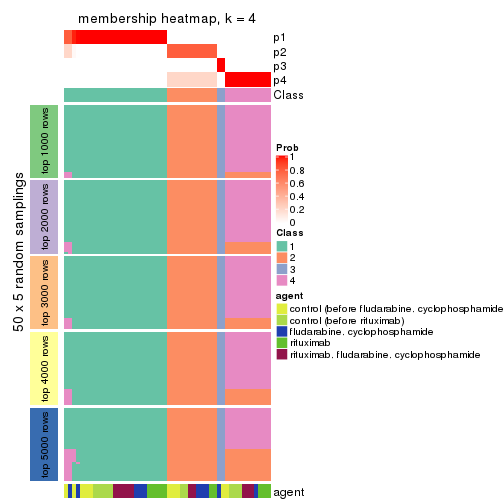 membership heatmap, k = 4
p1
p2
p3
p4
Class
50 x 5 random samplings
top 1000 rows
top 2000 rows
top 3000 rows
top 4000 rows
top 5000 rows
Prob
1
0.8
0.6
0.4
0.2
0
Class
1
2
3
4
agent
control (before fludarabine. cyclophosphamide
control (before rituximab)
fludarabine. cyclophosphamide
rituximab
rituximab. fludarabine. cyclophosphamide
agent